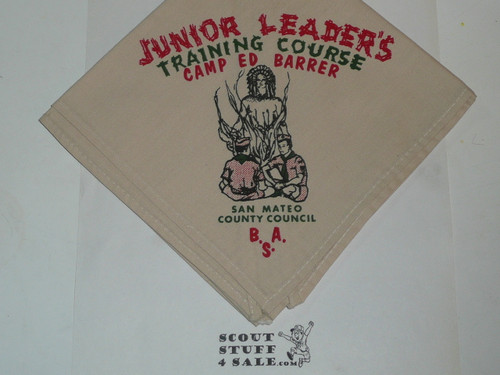 JUNIOR LEADER'S
TRAINING COURSE
CAMP ED BARRER
SAN MATEO
COUNTY COUNCIL
B.S.A.
SCOUT
STUFF
4 SALE.COM